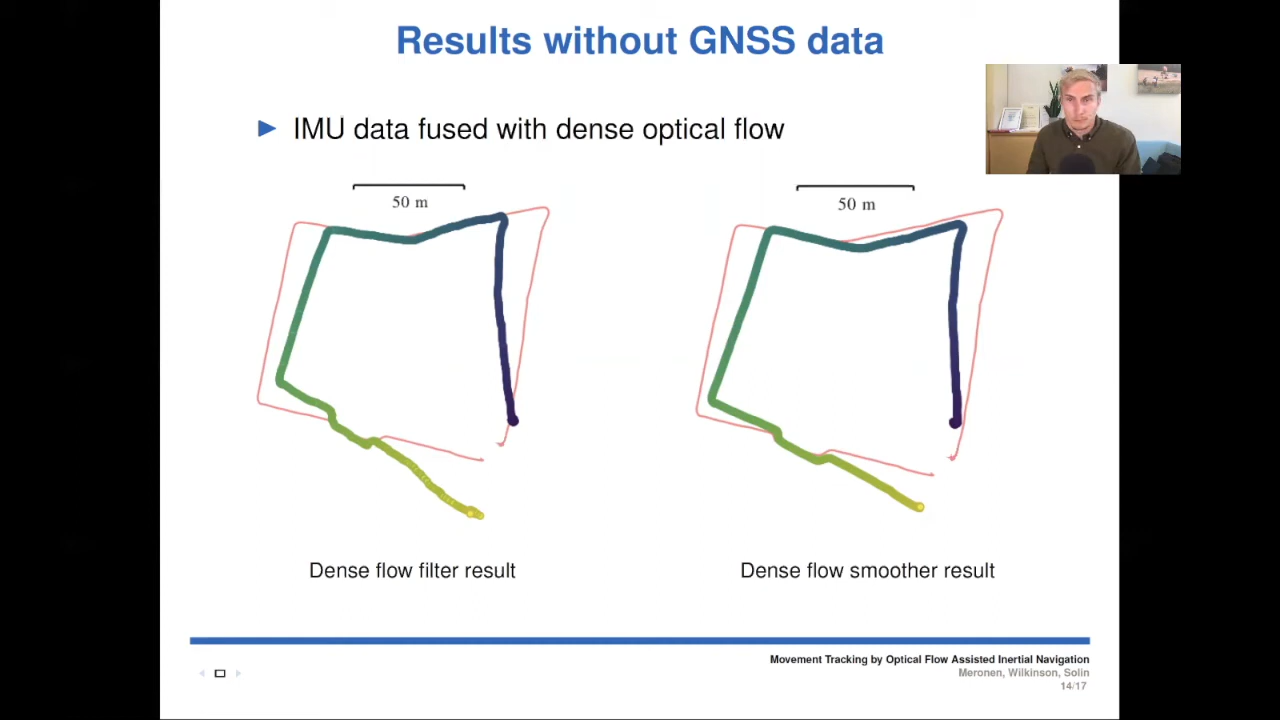 Results without GNSS data
IMU data fused with dense optical flow
50 m
50 m
Dense flow filter result
Dense flow smoother result
Movement Tracking by Optical Flow Assisted Inertial Navigation
Meronen, Wilkinson, Solin
14/17